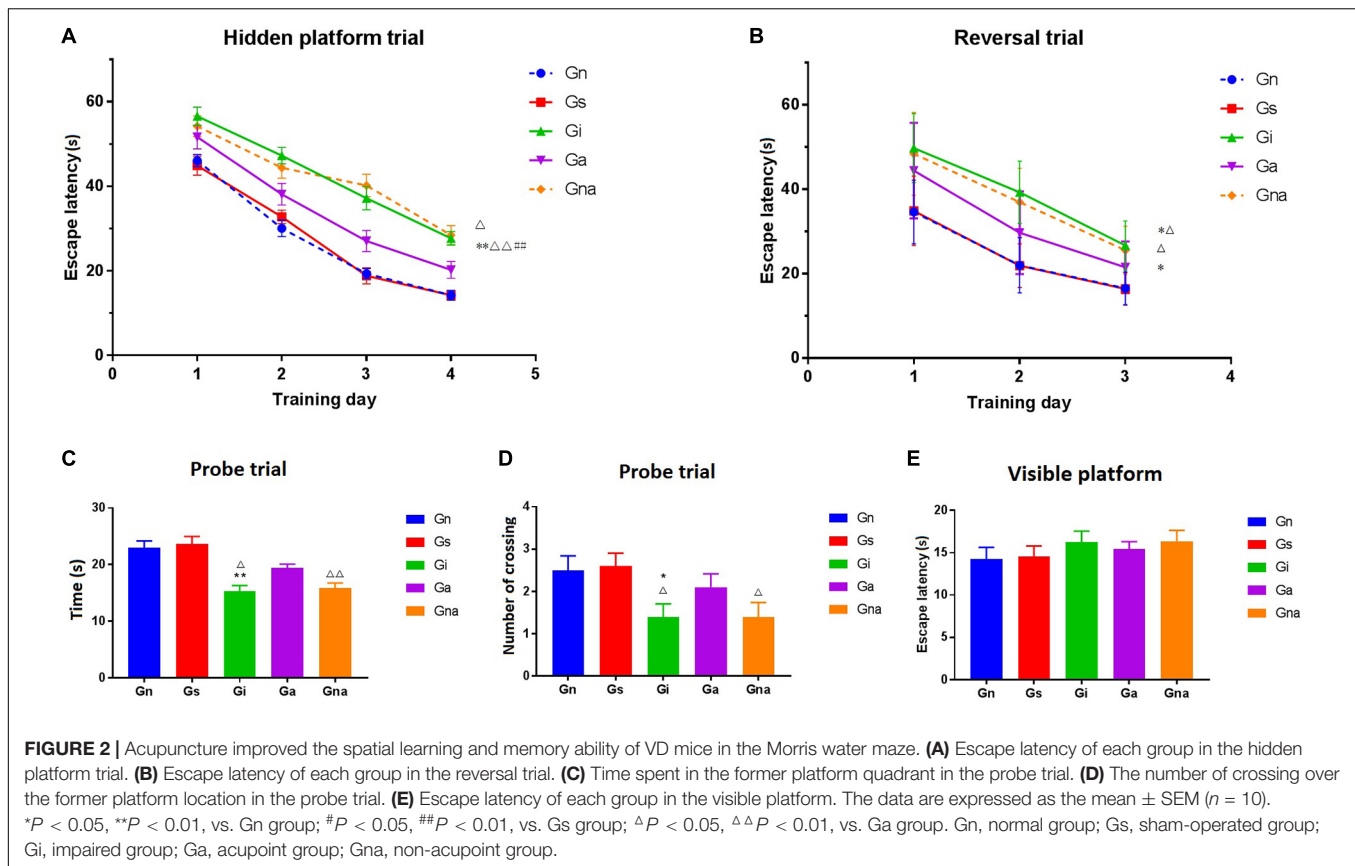 A
Hidden platform trial
Escape latency (s)
60
40
20
0
0
1
2
3
4
5
Training day
Gn
Gs
Gi
Ga
Gna
△
**△△##
B
Reversal trial
Escape latency (s)
60
40
20
0
0
1
2
3
4
Training day
Gn
Gs
Gi
Ga
Gna
*△
△
*
C
Probe trial
Time (s)
30
20
10
0
△
**
△△
Gn
Gs
Gi
Ga
Gna
Gn
Gs
Gi
Ga
Gna
D
Probe trial
Number of crossing
4
3
2
1
0
*
△
△
Gn
Gs
Gi
Ga
Gna
Gn
Gs
Gi
Ga
Gna
E
Visible platform
Escape latency (s)
20
15
10
5
0
Gn
Gs
Gi
Ga
Gna
Gn
Gs
Gi
Ga
Gna
FIGURE 2 | Acupuncture improved the spatial learning and memory ability of VD mice in the Morris water maze. (A) Escape latency of each group in the hidden
platform trial. (B) Escape latency of each group in the reversal trial. (C) Time spent in the former platform quadrant in the probe trial. (D) The number of crossing over
the former platform location in the probe trial. (E) Escape latency of each group in the visible platform. The data are expressed as the mean ± SEM (n = 10).
*P < 0.05, **P < 0.01, vs. Gn group; #P < 0.05, ##P < 0.01, vs. Gs group; △P < 0.05, △△P < 0.01, vs. Ga group. Gn, normal group; Gs, sham-operated group;
Gi, impaired group; Ga, acupoint group; Gna, non-acupoint group.